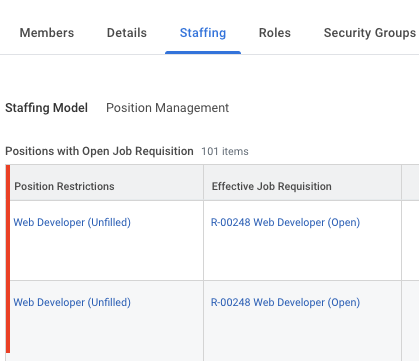 Members Details Staffing Roles Security Groups
Staffing Model Position Management
Positions with Open Job Requisition 101 items
Position Restrictions Effective Job Requisition
Web Developer (Unfilled) R-00248 Web Developer (Open)
Web Developer (Unfilled) R-00248 Web Developer (Open)